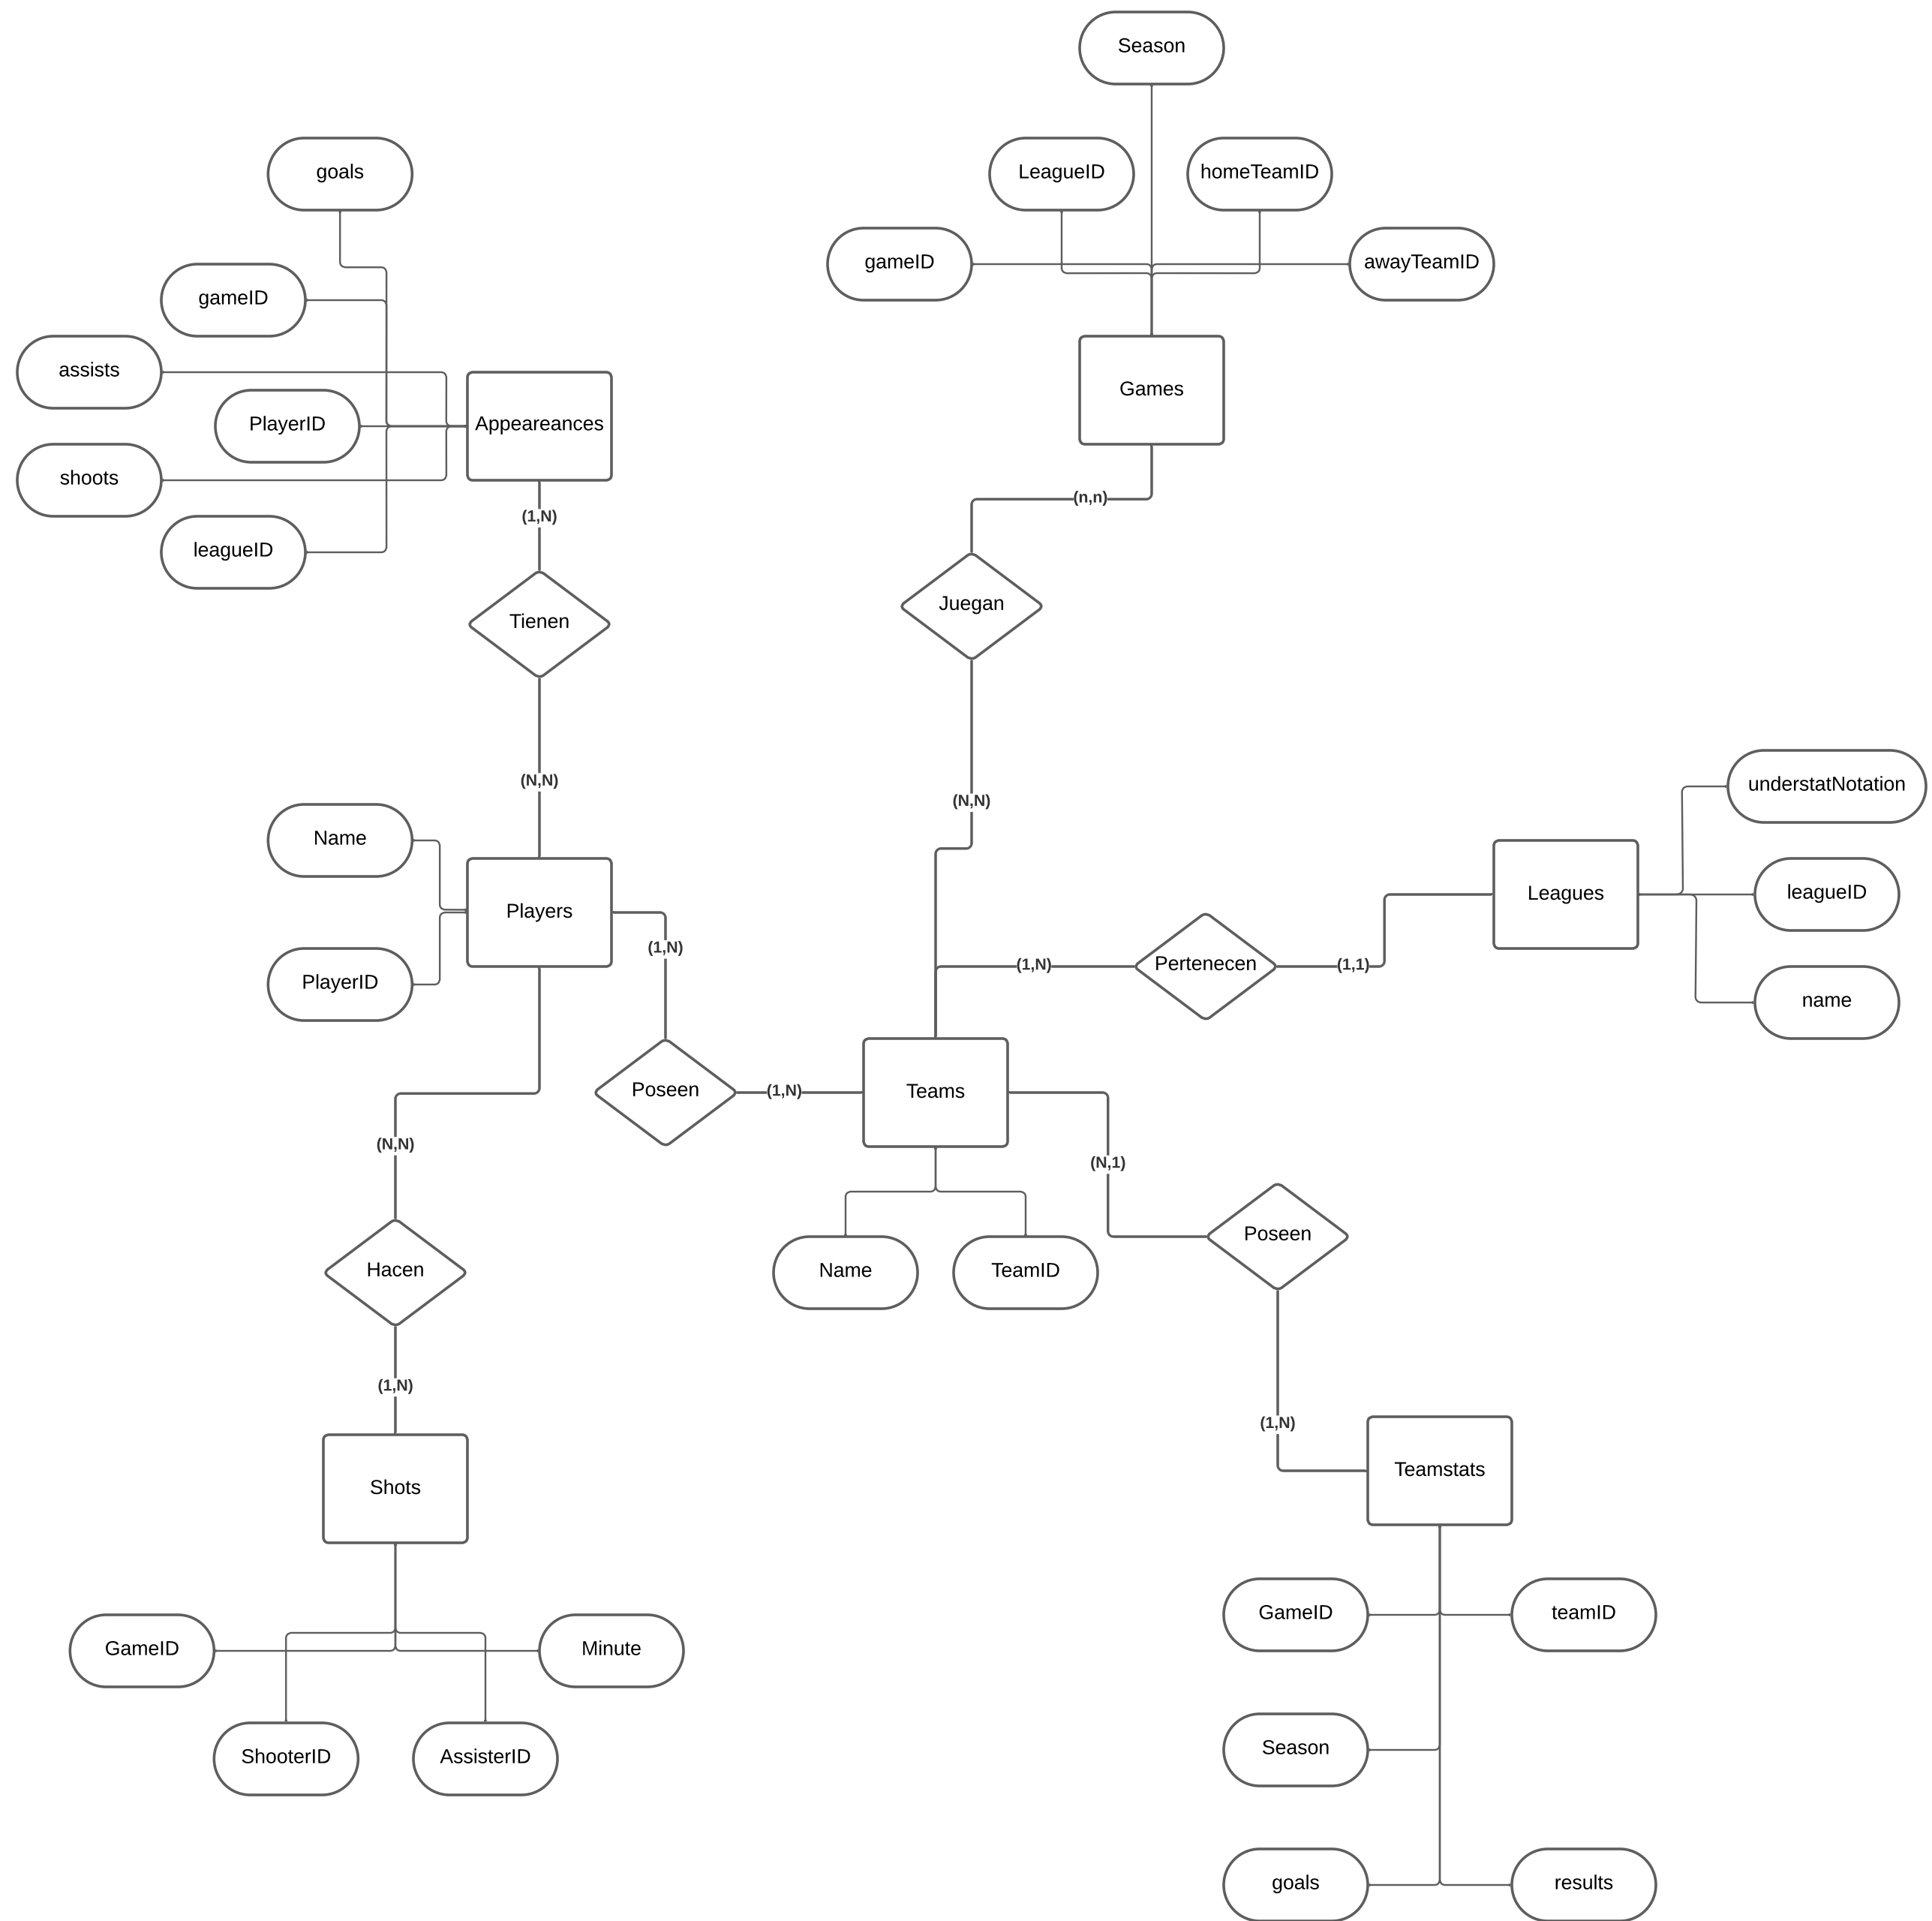 Season
goals
LeagueID
homeTeamID
gameID
awayTeamID
gameID
assists
Games
PlayerID
Appeareances
shoots
(n,n)
(1,N)
leagueID
Juegan
Tienen
(N,N)
(N,N)
understatNotation
Name
Leagues
leagueID
Players
(1,N)
(1,N)
Pertenecen
(1,1)
PlayerID
name
Poseen
(1,N)
Teams
(N,N)
(N,1)
Poseen
Hacen
Name
TeamID
(1,N)
(1,N)
Teamstats
Shots
GameID
teamID
GameID
Minute
Season
ShooterID
AssisterID
goals
results